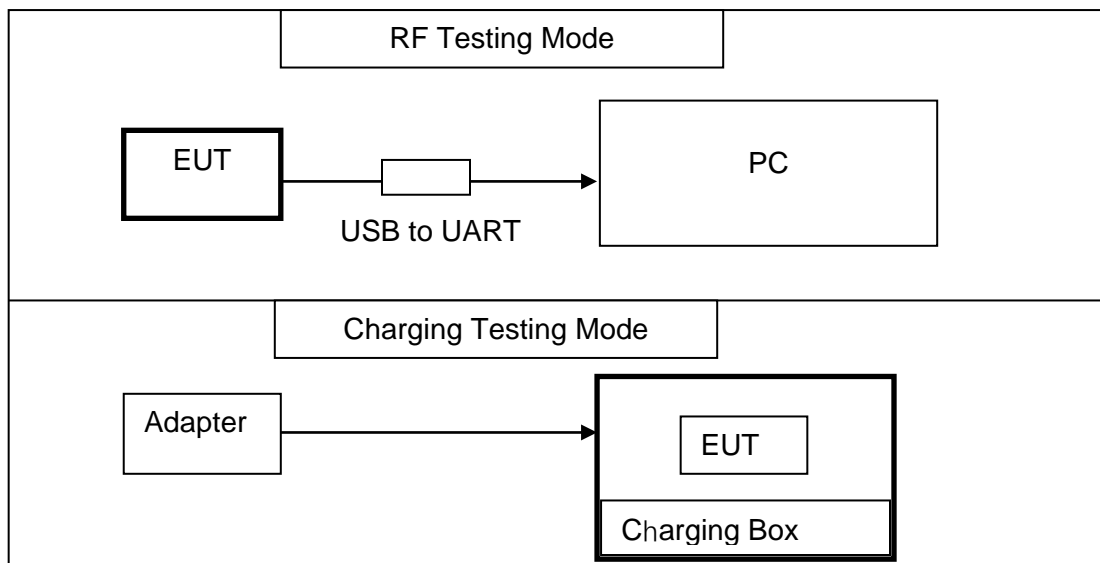 RF Testing Mode
EUT
PC
USB to UART
Charging Testing Mode
Adapter
EUT
Charging Box